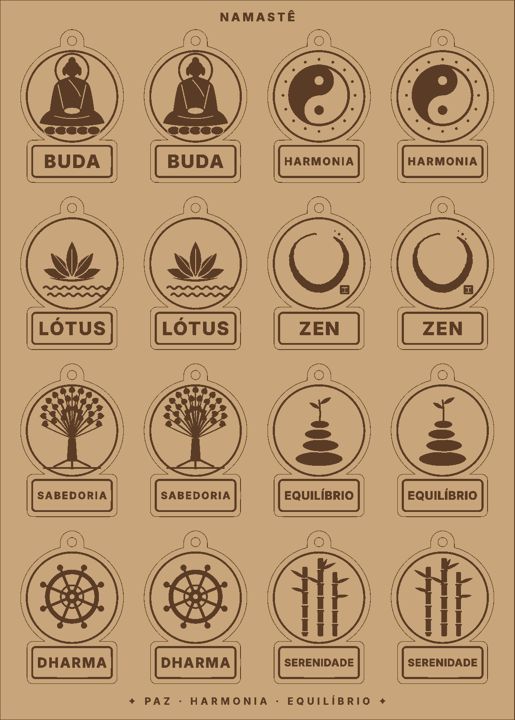 NAMASTÊ
BUDA BUDA HARMONIA HARMONIA
LÓTUS LÓTUS ZEN ZEN
SABEDORIA SABEDORIA EQUILÍBRIO EQUILÍBRIO
DHARMA DHARMA SERENIDADE SERENIDADE
✦ PAZ · HARMONIA · EQUILÍBRIO ✦